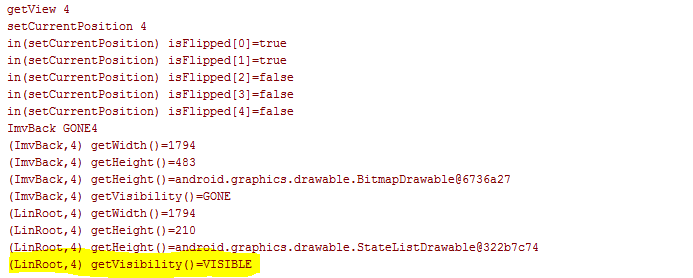 getView 4
setCurrentPosition 4
in(setCurrentPosition) isFlipped[0]=true
in(setCurrentPosition) isFlipped[1]=true
in(setCurrentPosition) isFlipped[2]=false
in(setCurrentPosition) isFlipped[3]=false
in(setCurrentPosition) isFlipped[4]=false
ImvBack GONE4
(ImvBack,4) getWidth()=1794
(ImvBack,4) getHeight()=483
(ImvBack,4) getHeight()=android.graphics.drawable.BitmapDrawable@6736a27
(ImvBack,4) getVisibility()=GONE
(LinRoot,4) getWidth()=1794
(LinRoot,4) getHeight()=210
(LinRoot,4) getHeight()=android.graphics.drawable.StateListDrawable@322b7c74
(LinRoot,4) getVisibility()=VISIBLE